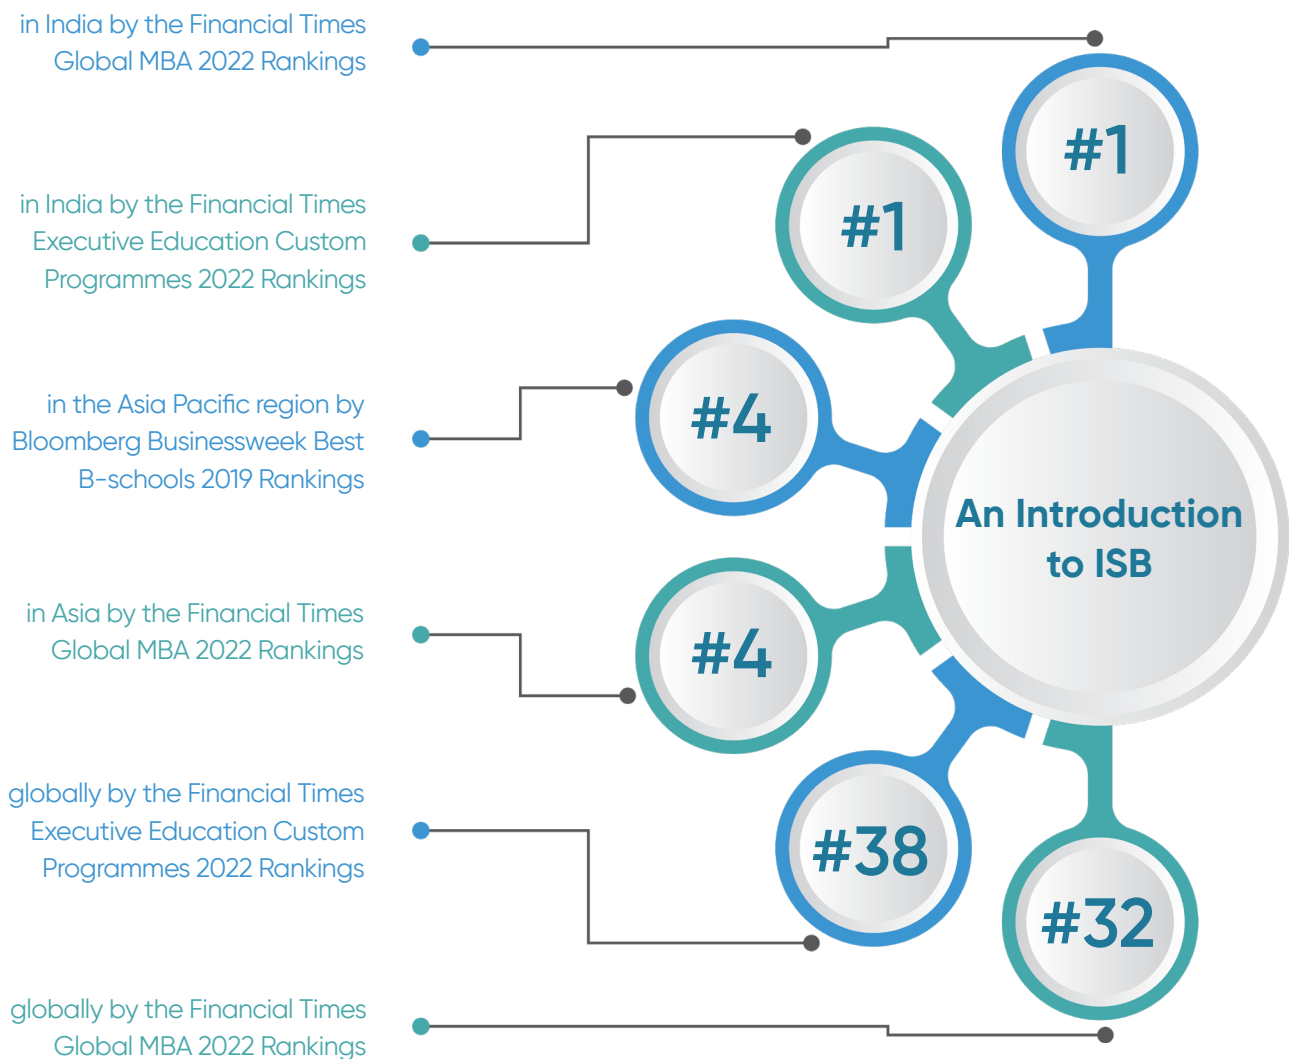 in India by the Financial Times
Global MBA 2022 Rankings
#1
in India by the Financial Times
Executive Education Custom
Programmes 2022 Rankings
#1
in the Asia Pacific region by
Bloomberg Businessweek Best
B-schools 2019 Rankings
#4
An Introduction
to ISB
in Asia by the Financial Times
Global MBA 2022 Rankings
#4
globally by the Financial Times
Executive Education Custom
Programmes 2022 Rankings
#38
globally by the Financial Times
Global MBA 2022 Rankings
#32